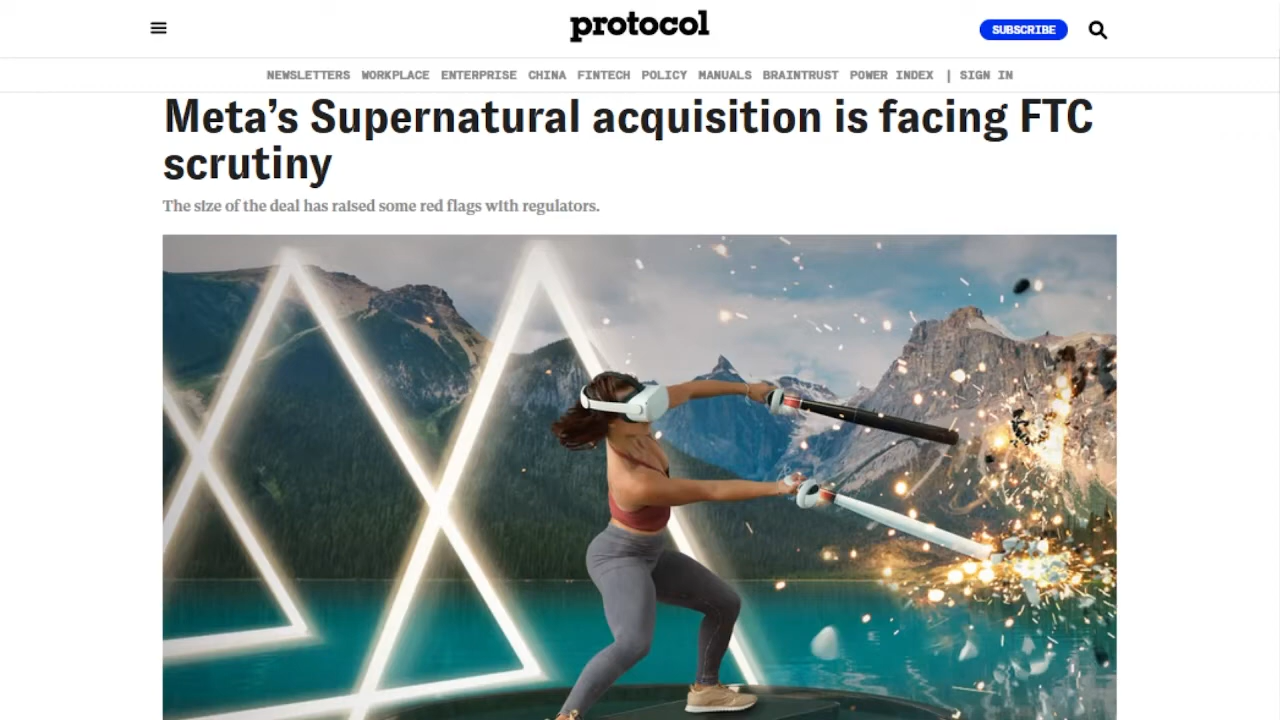 protocol
SUBSCRIBE
NEWSLETTERS WORKPLACE ENTERPRISE CHINA FINTECH POLICY MANUALS BRAINTRUST POWER INDEX | SIGN IN
Meta's Supernatural acquisition is facing FTC
scrutiny
The size of the deal has raised some red flags with regulators.